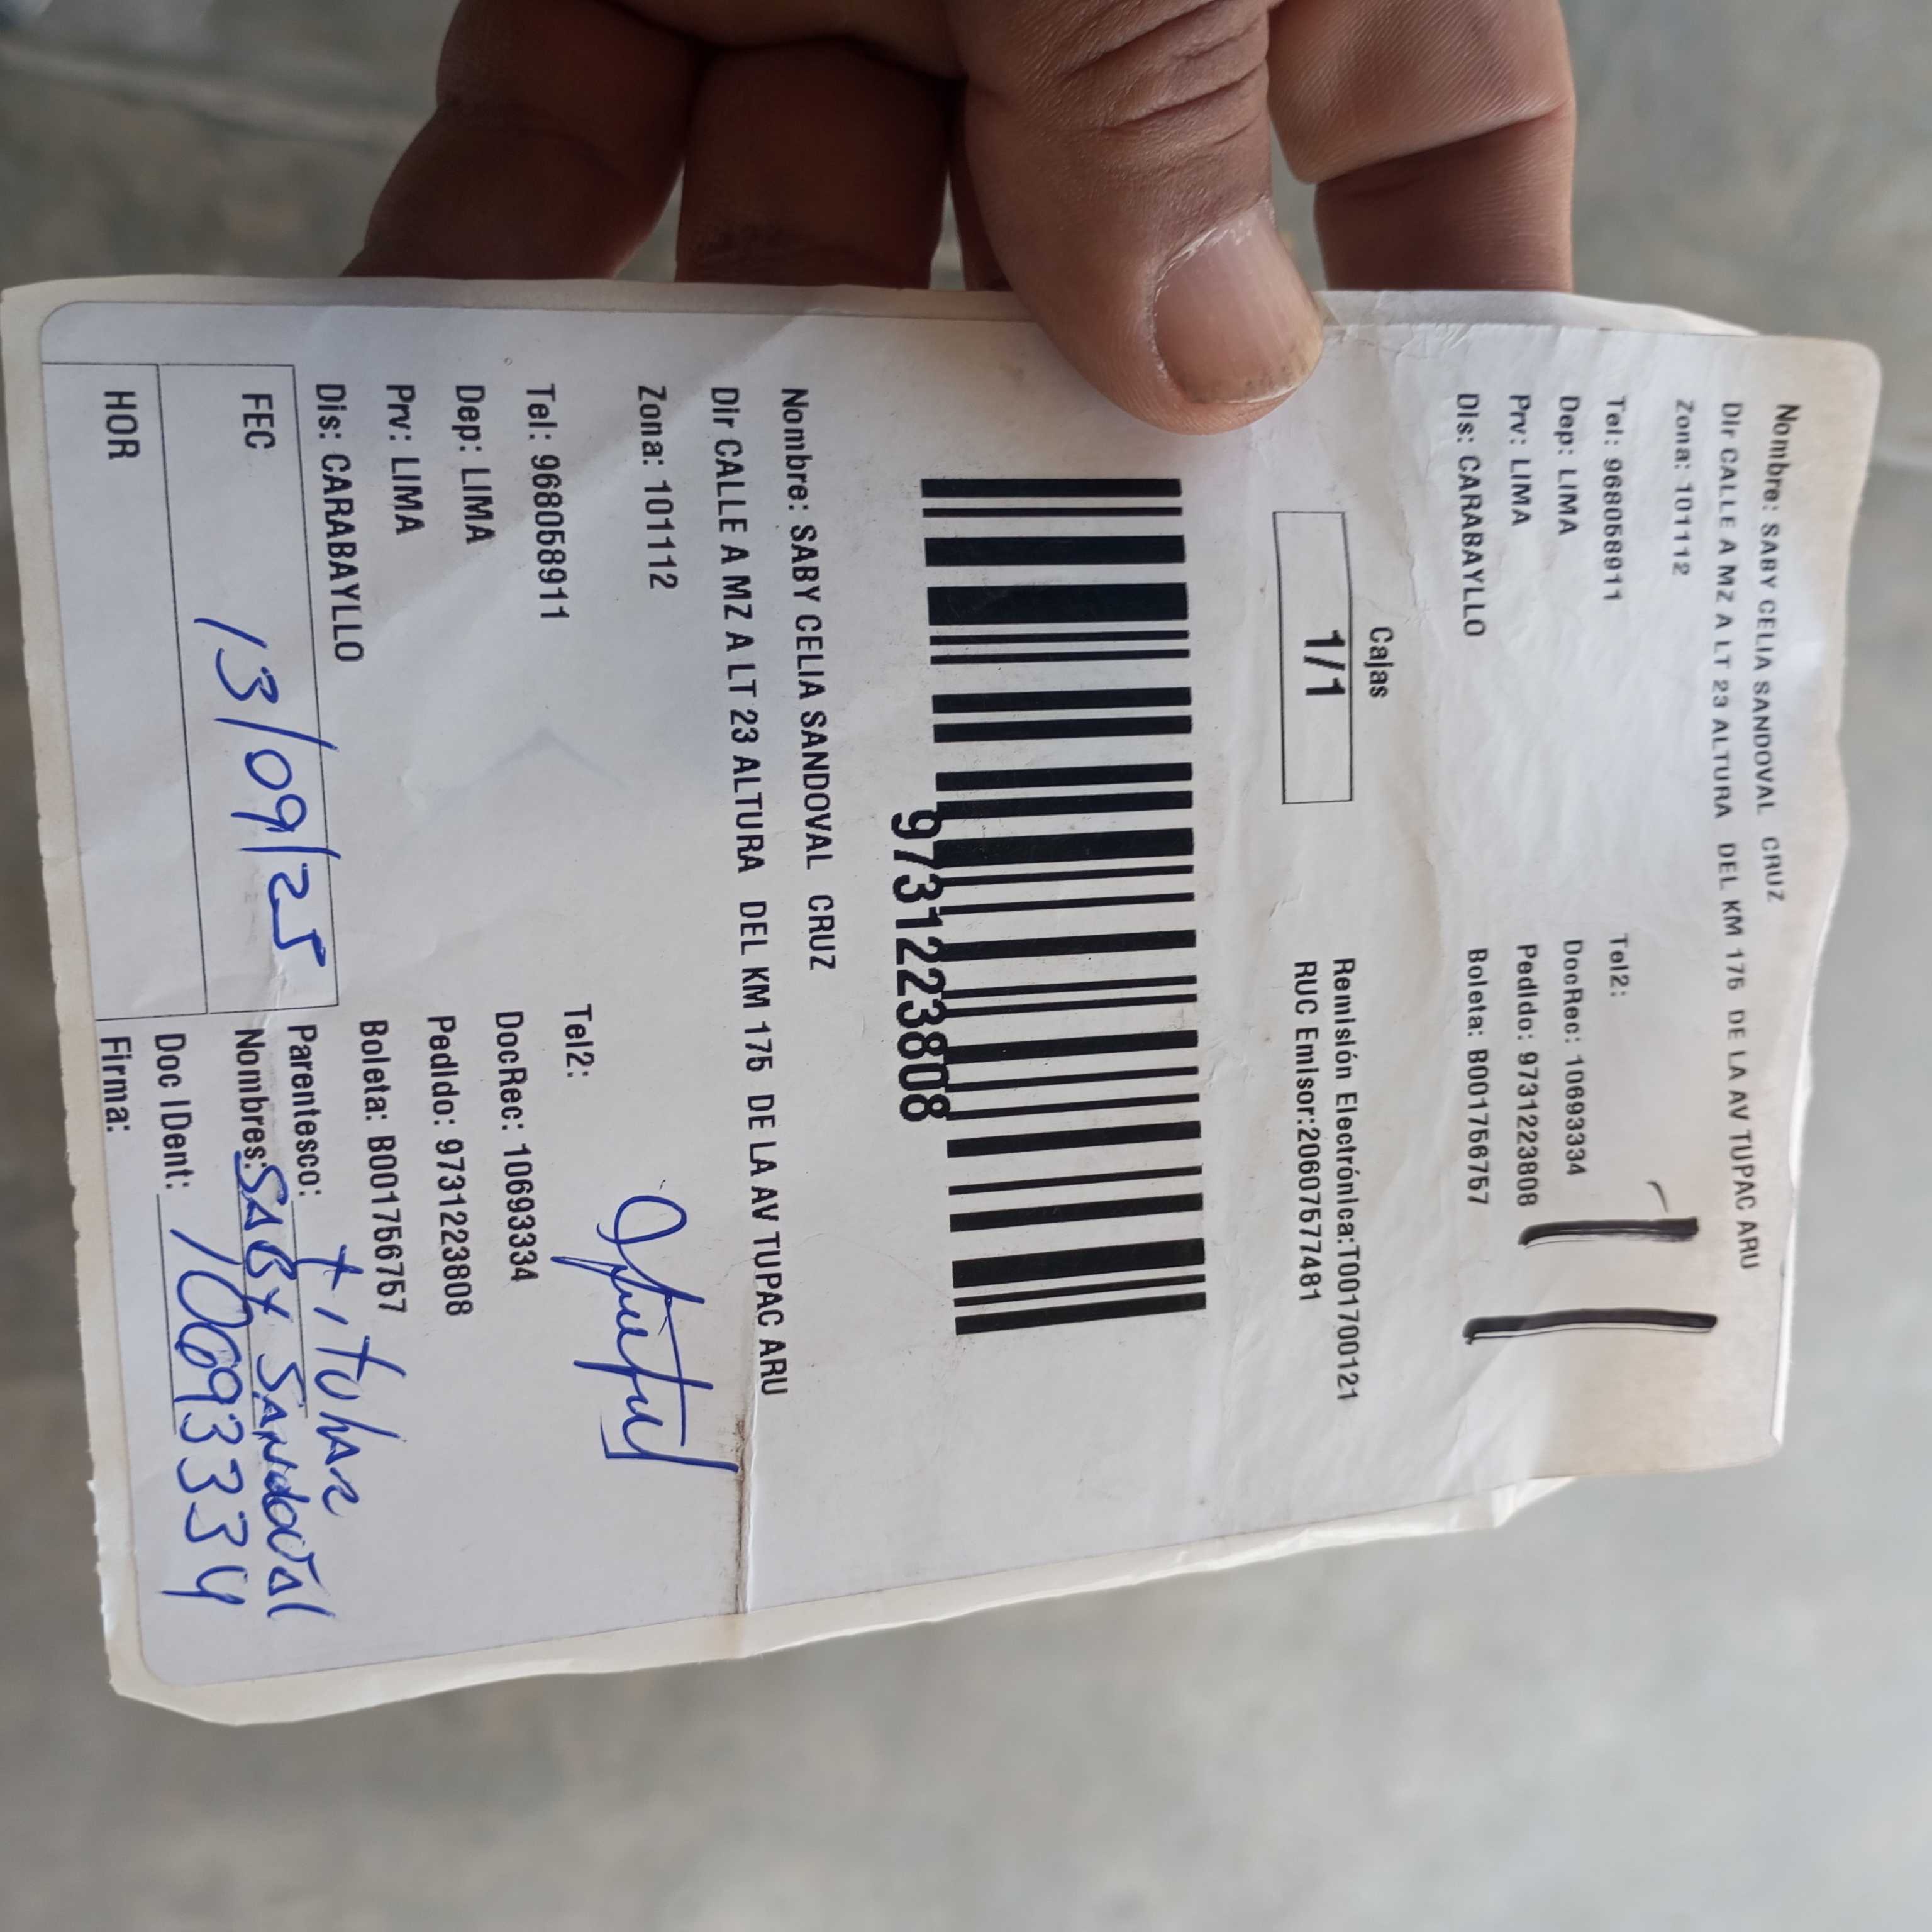 Nombre: SABY CELIA SANDOVAL CRUZ
Dir CALLE A MZ A LT 23 ALTURA DEL KM 175 DE LA AV TUPAC ARU
Zona: 101112
Tel: 968058911
Tel2:
Dep: LIMA
DocRec: 10693334
Prv: LIMA
Pedido: 9731223808
Dis: CARABAYLLO
Boleta: B001756757
Cajas
1/1
Remisión Electrónica:T001700121
RUC Emisor:20607577481
9731223808
Nombre: SABY CELIA SANDOVAL CRUZ
Dir CALLE A MZ A LT 23 ALTURA DEL KM 175 DE LA AV TUPAC ARU
Zona: 101112
Tel: 968058911
Tel2:
Dep: LIMA
DocRec: 10693334
Prv: LIMA
Pedido: 9731223808
Dis: CARABAYLLO
Boleta: B001756757
FEC 13/09/25
Parentesco: titular
Nombres: SABY SANDOVAL
HOR
Doc IDent: 10693334
Firma: